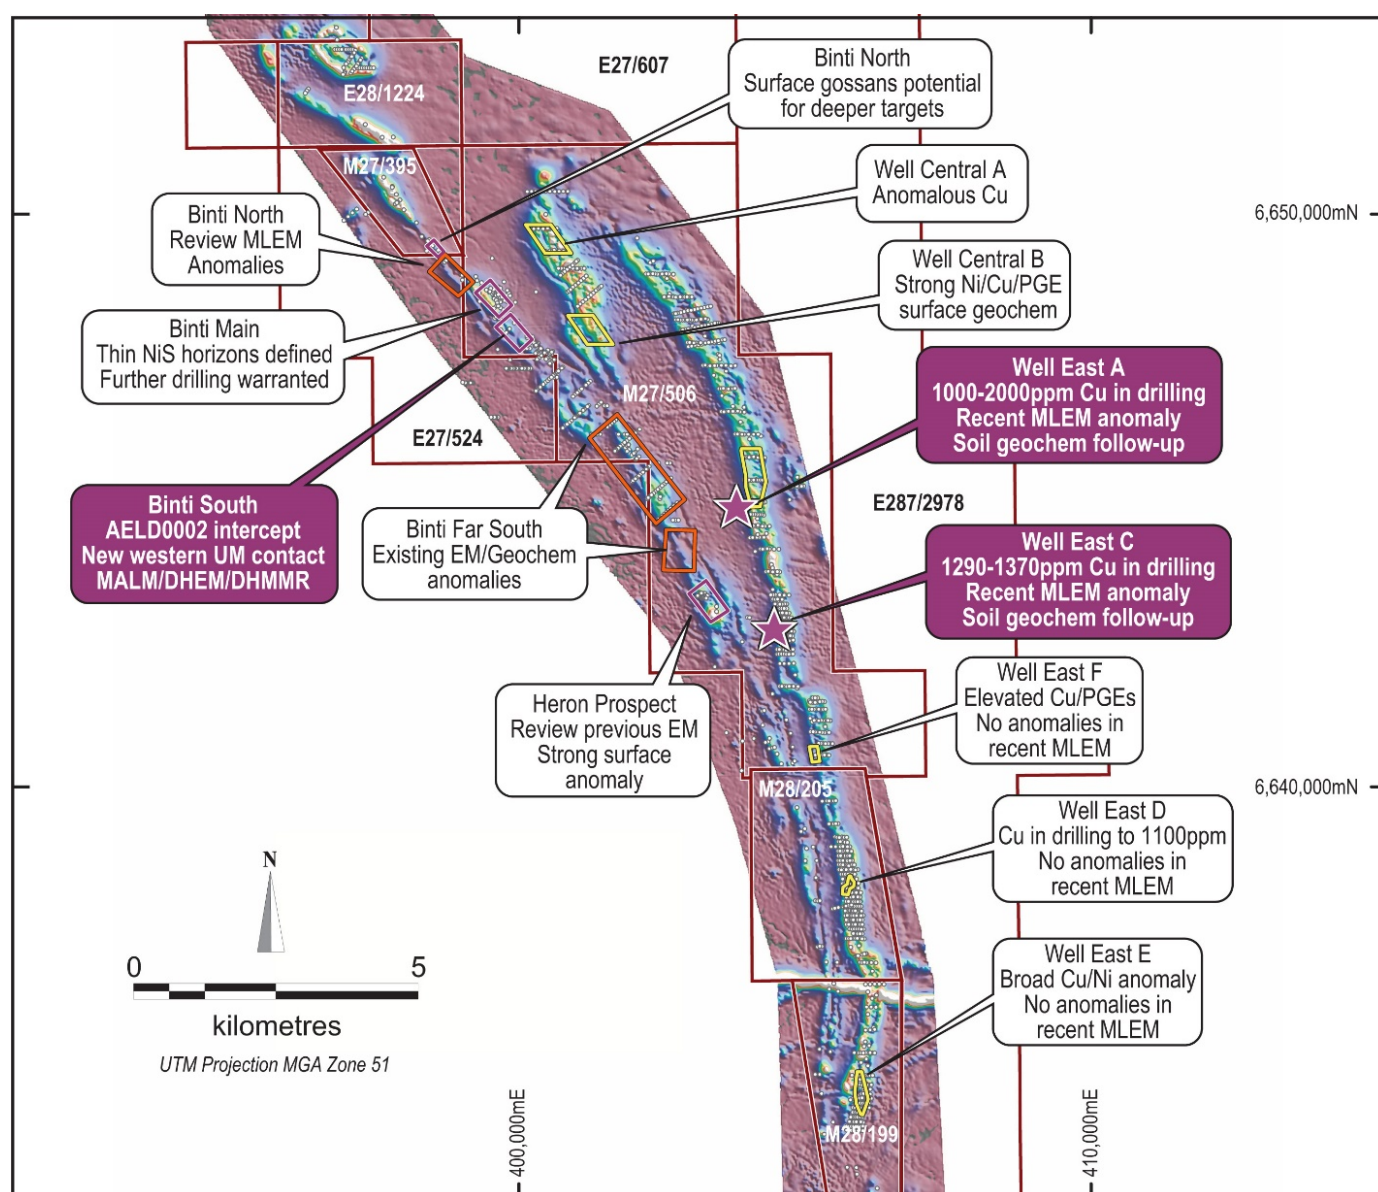 E27/607
Binti North
Surface gossans potential
for deeper targets
E28/1224
M27/395
Well Central A
Anomalous Cu
Binti North
Review MLEM
Anomalies
6,650,000mN
Well Central B
Strong Ni/Cu/PGE
surface geochem
Binti Main
Thin NiS horizons defined
Further drilling warranted
Well East A
1000-2000ppm Cu in drilling
Recent MLEM anomaly
Soil geochem follow-up
M27/506
E27/524
Binti South
AELD0002 intercept
New western UM contact
MALM/DHEM/DHMMR
E287/2978
Binti Far South
Existing EM/Geochem
anomalies
Well East C
1290-1370ppm Cu in drilling
Recent MLEM anomaly
Soil geochem follow-up
Well East F
Elevated Cu/PGEs
No anomalies in
recent MLEM
Heron Prospect
Review previous EM
Strong surface
anomaly
M28/205
6,640,000mN
Well East D
Cu in drilling to 1100ppm
No anomalies in
recent MLEM
N
Well East E
Broad Cu/Ni anomaly
No anomalies in
recent MLEM
0 5
kilometres
UTM Projection MGA Zone 51
400,000mE
410,000mE
M28/199